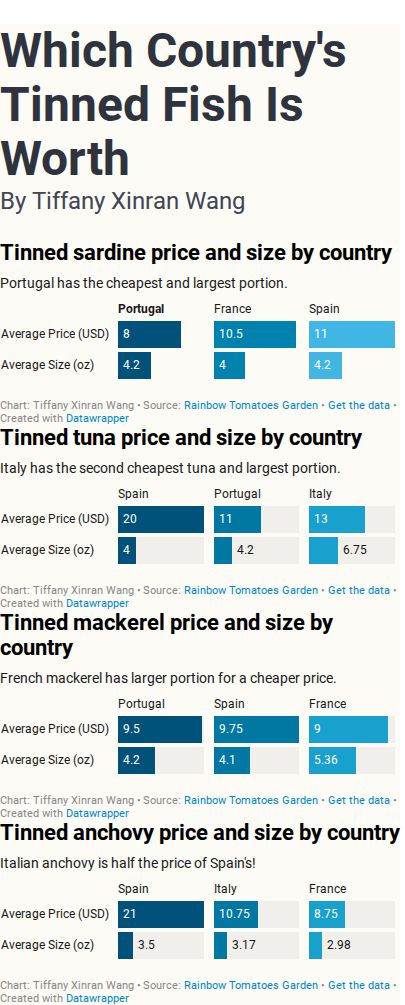 Which Country's
Tinned Fish Is
Worth
By Tiffany Xinran Wang
Tinned sardine price and size by country
Portugal has the cheapest and largest portion.
Portugal France Spain
Average Price (USD) 8 10.5 11
Average Size (oz) 4.2 4 4.2
Chart: Tiffany Xinran Wang • Source: Rainbow Tomatoes Garden • Get the data •
Created with Datawrapper
Tinned tuna price and size by country
Italy has the second cheapest tuna and largest portion.
Spain Portugal Italy
Average Price (USD) 20 11 13
Average Size (oz) 4 4.2 6.75
Chart: Tiffany Xinran Wang • Source: Rainbow Tomatoes Garden • Get the data •
Created with Datawrapper
Tinned mackerel price and size by
country
French mackerel has larger portion for a cheaper price.
Portugal Spain France
Average Price (USD) 9.5 9.75 9
Average Size (oz) 4.2 4.1 5.36
Chart: Tiffany Xinran Wang • Source: Rainbow Tomatoes Garden • Get the data •
Created with Datawrapper
Tinned anchovy price and size by country
Italian anchovy is half the price of Spain's!
Spain Italy France
Average Price (USD) 21 10.75 8.75
Average Size (oz) 3.5 3.17 2.98
Chart: Tiffany Xinran Wang • Source: Rainbow Tomatoes Garden • Get the data •
Created with Datawrapper